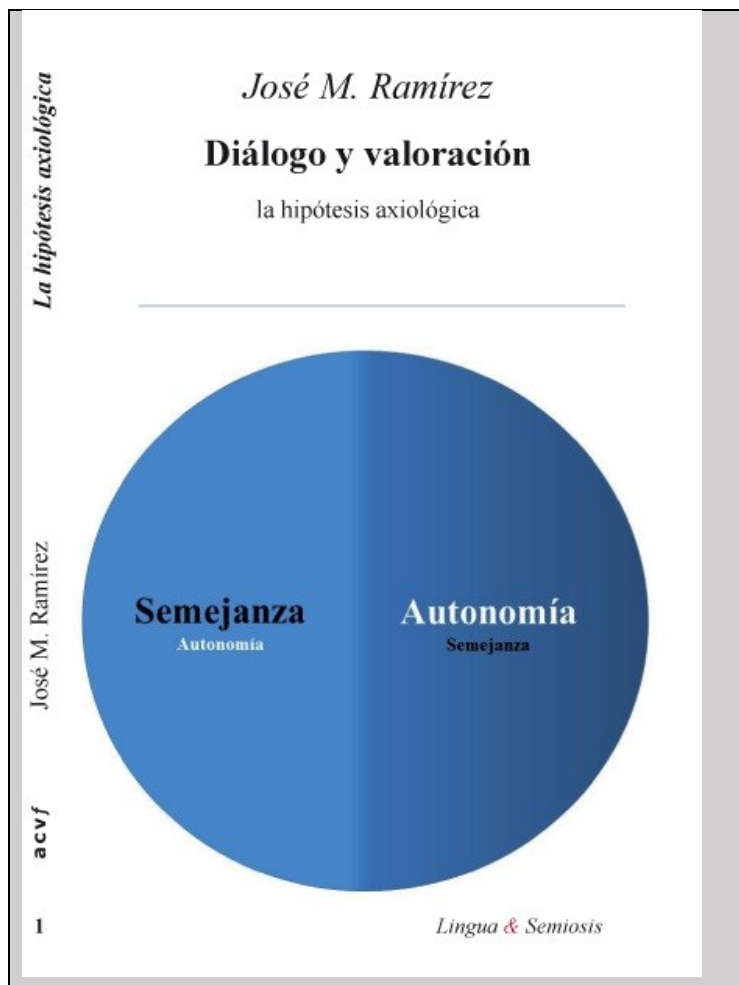 José M. Ramírez
Diálogo y valoración
la hipótesis axiológica
La hipótesis axiológica
José M. Ramírez
acvf
1
Semejanza
Autonomía
Autonomía
Semejanza
Lingua & Semiosis